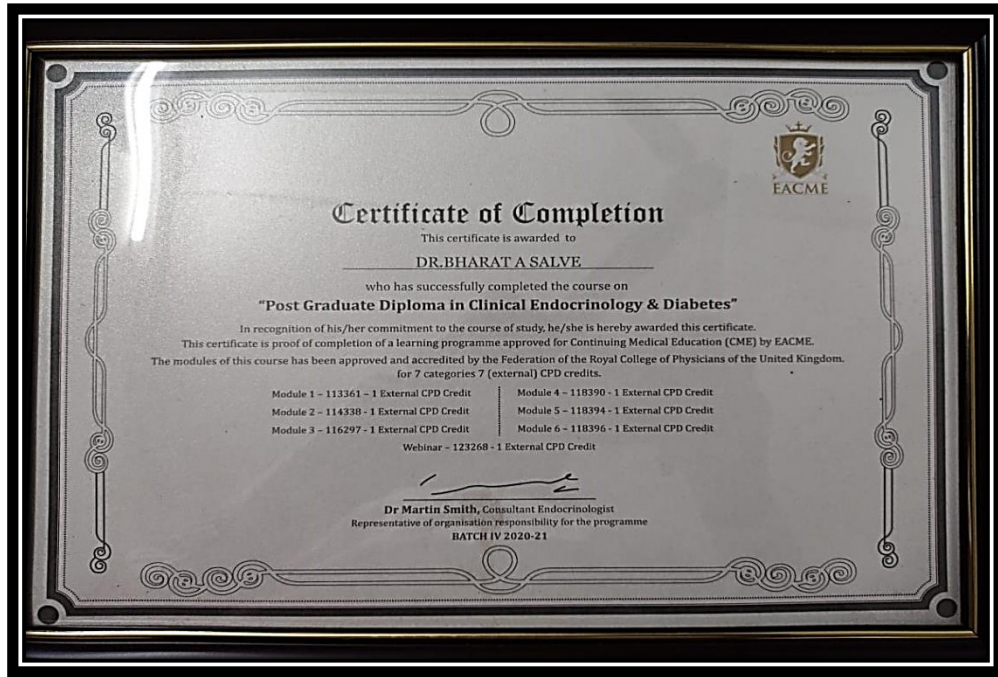 EACME
Certificate of Completion
This certificate is awarded to
DR.BHARAT A SALVE
who has successfully completed the course on
"Post Graduate Diploma in Clinical Endocrinology & Diabetes"
In recognition of his/her commitment to the course of study, he/she is hereby awarded this certificate.
This certificate is proof of completion of a learning programme approved for Continuing Medical Education (CME) by EACME.
The modules of this course has been approved and accredited by the Federation of the Royal College of Physicians of the United Kingdom.
for 7 categories 7 (external) CPD credits.
Module 1 – 113361 - 1 External CPD Credit
Module 2 – 114338 - 1 External CPD Credit
Module 3 – 116297 - 1 External CPD Credit
Module 4 – 118390 - 1 External CPD Credit
Module 5 – 118394 - 1 External CPD Credit
Module 6 – 118396 - 1 External CPD Credit
Webinar – 123268 - 1 External CPD Credit
Dr Martin Smith, Consultant Endocrinologist
Representative of organisation responsibility for the programme
BATCH IV 2020-21